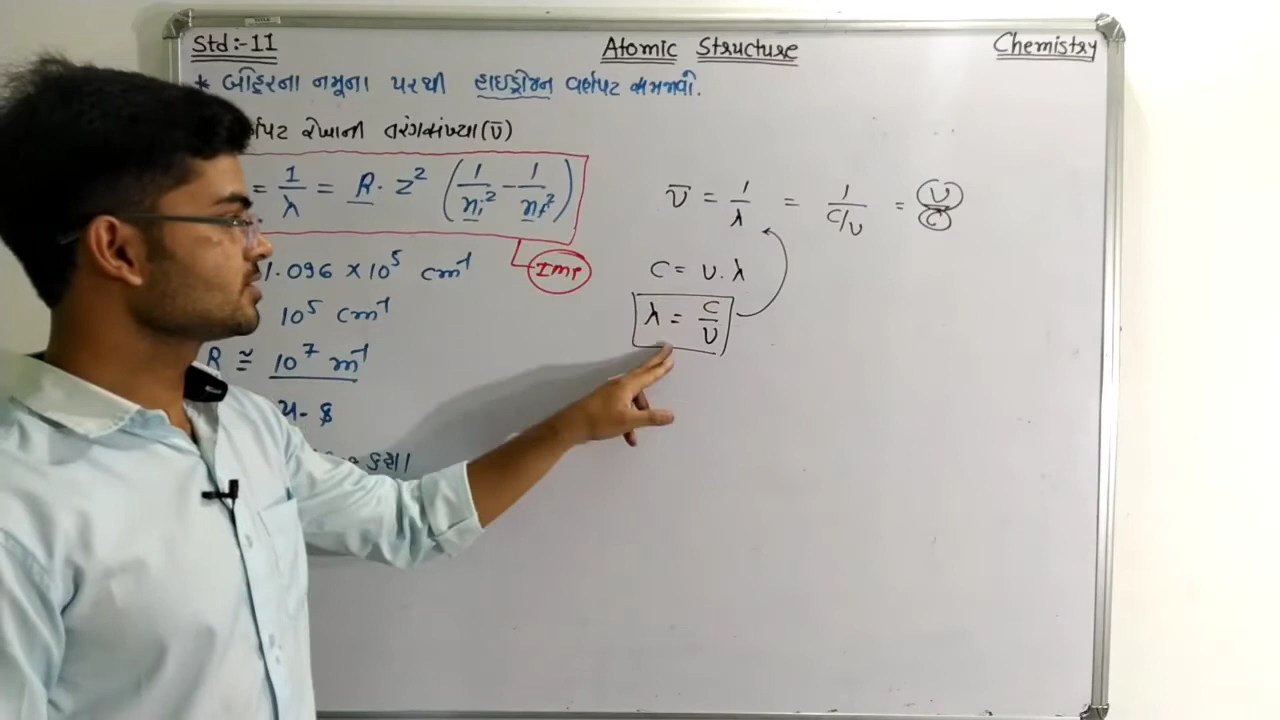 Std:-11
Atomic Structure
Chemistry
* બોહરના નમૂના પરથી હાઇડ્રોજન વર્ણપટ સમજાવી.
રેખાની તરંગસંખ્યા (ν̅)
= 1/λ = R · Z² (1/nᵢ² - 1/n_f²)
Imp
1.096 × 10⁵ cm⁻¹
10⁵ cm⁻¹
R ≅ 10⁷ m⁻¹
ν̅ = 1/λ = 1/(c/ν) = ν/c
c = ν.λ
λ = c/ν